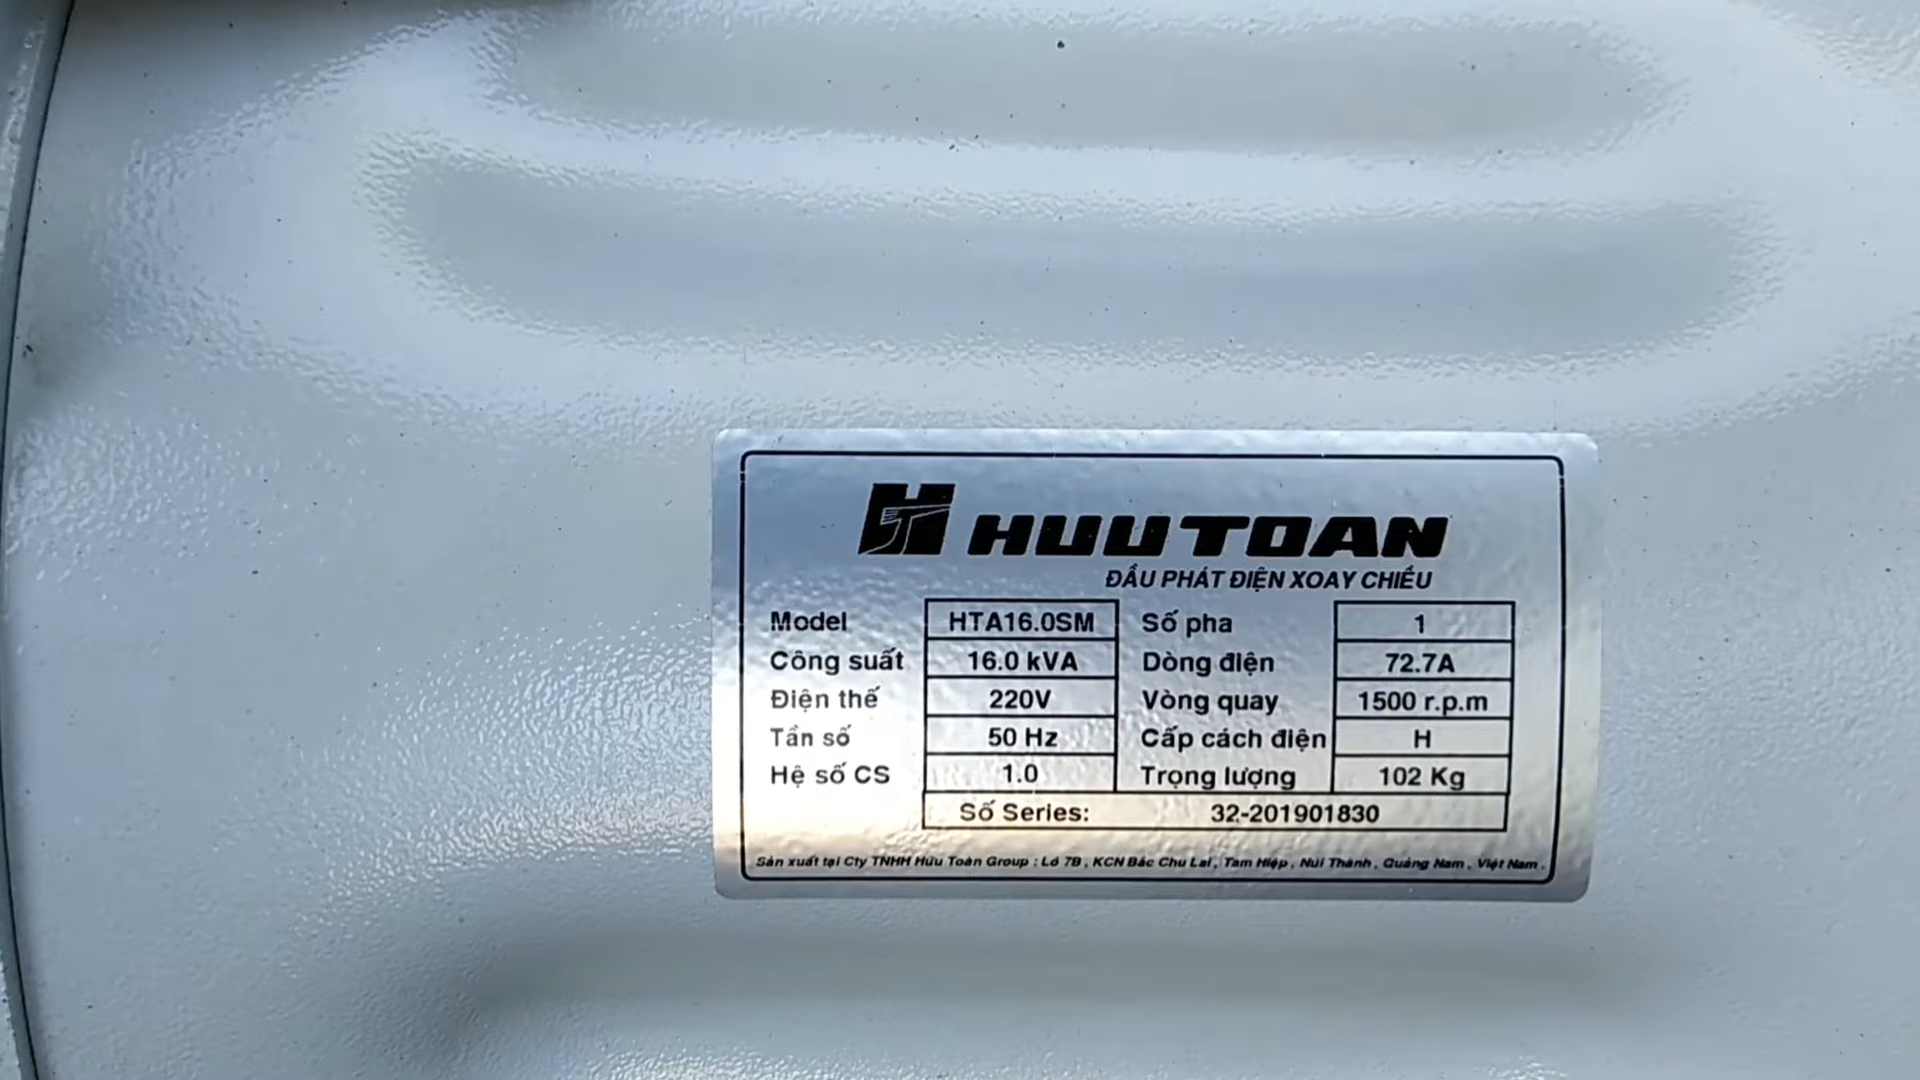 HUUTOAN
ĐẦU PHÁT ĐIỆN XOAY CHIỀU
Model HTA16.0SM Số pha 1
Công suất 16.0 kVA Dòng điện 72.7A
Điện thế 220V Vòng quay 1500 r.p.m
Tần số 50 Hz Cấp cách điện H
Hệ số CS 1.0 Trọng lượng 102 Kg
Số Series: 32-201901830
Sản xuất tại Cty TNHH Hữu Toàn Group : Lô 7B , KCN Bắc Chu Lai , Tam Hiệp , Núi Thành , Quảng Nam , Việt Nam .